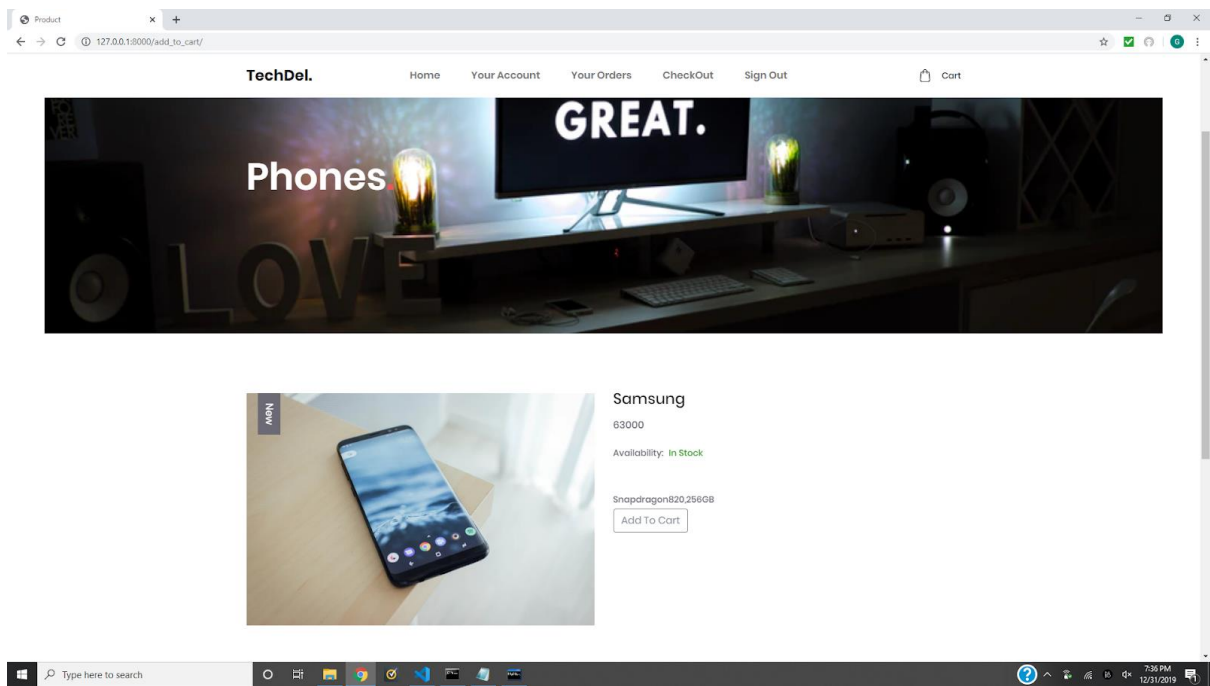 Product
127.0.0.1:8000/add_to_cart/
G
TechDel.
Home Your Account Your Orders CheckOut Sign Out Cart
GREAT.
Phones.
LOVE
New
Samsung
63000
Availability: In Stock
Snapdragon820,256GB
Add To Cart
Type here to search
7:36 PM
12/31/2019